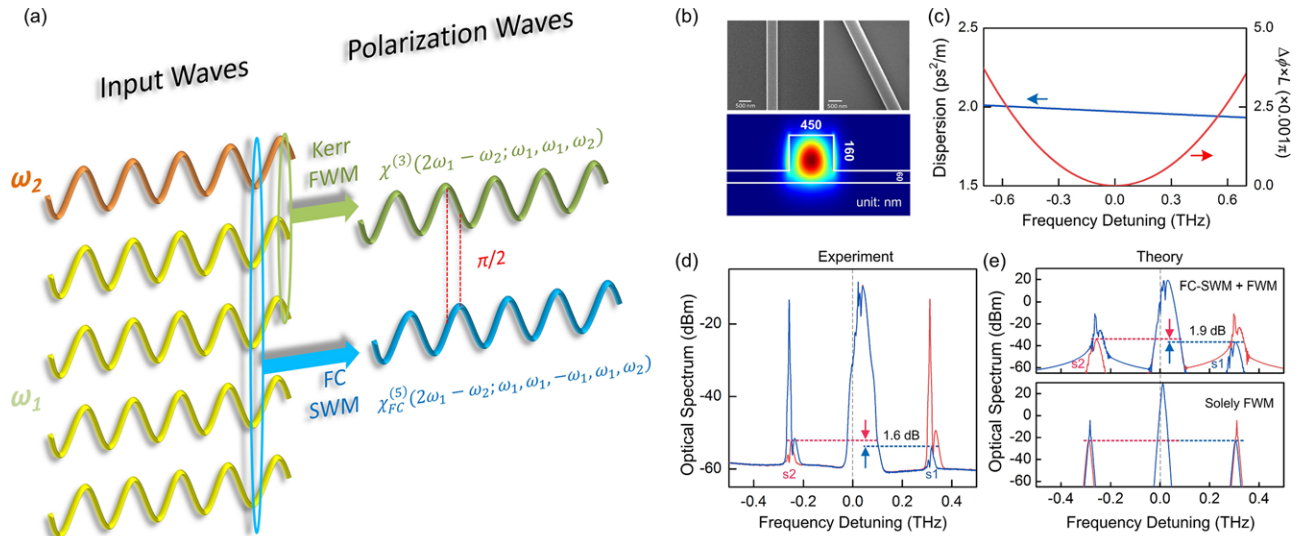 (a)
Input Waves
Polarization Waves
ω₂
ω₁
Kerr
FWM
χ⁽³⁾(2ω₁ − ω₂; ω₁, ω₁, ω₂)
π/2
FC
SWM
χ_FC⁽⁵⁾(2ω₁ − ω₂; ω₁, ω₁, −ω₁, ω₁, ω₂)
(b)
500 nm
500 nm
450
160
60
unit: nm
(c)
Dispersion (ps²/m)
2.5
2.0
1.5
5.0
2.5
0.0
Δϕ×L (×0.001π)
-0.6 -0.3 0.0 0.3 0.6
Frequency Detuning (THz)
(d)
Experiment
Optical Spectrum (dBm)
-20
-40
-60
1.6 dB
s2
s1
-0.4 -0.2 0.0 0.2 0.4
Frequency Detuning (THz)
(e)
Theory
Optical Spectrum (dBm)
20
0
-20
-40
-60
FC-SWM + FWM
1.9 dB
s2
s1
20
0
-20
-40
-60
Solely FWM
-0.4 -0.2 0.0 0.2 0.4
Frequency Detuning (THz)